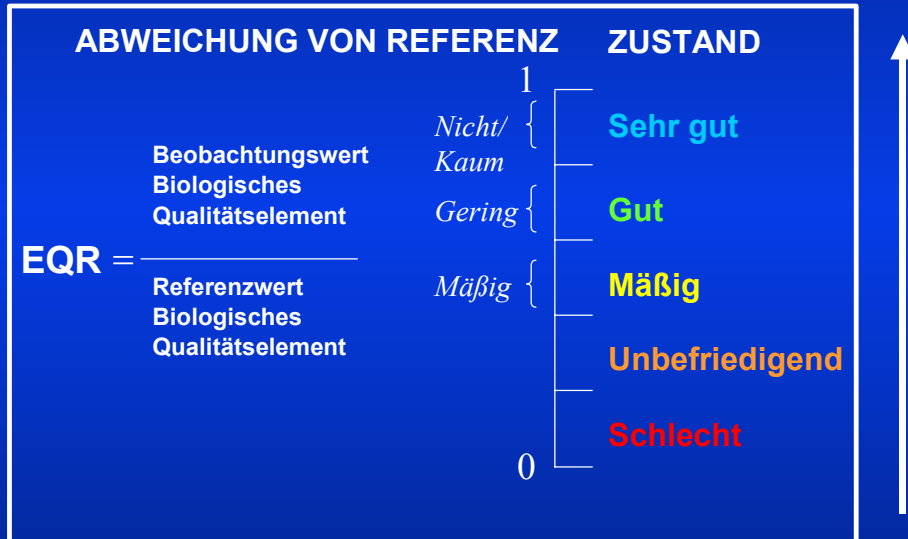 ABWEICHUNG VON REFERENZ ZUSTAND
1
Nicht/
Kaum
Sehr gut
Beobachtungswert
Biologisches
Qualitätselement
Gering
Gut
EQR =
Referenzwert
Biologisches
Qualitätselement
Mäßig
Mäßig
Unbefriedigend
Schlecht
0